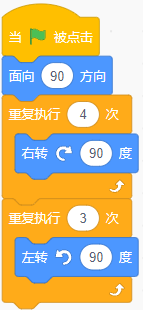 当 被点击
面向 90 方向
重复执行 4 次
右转 90 度
重复执行 3 次
左转 90 度